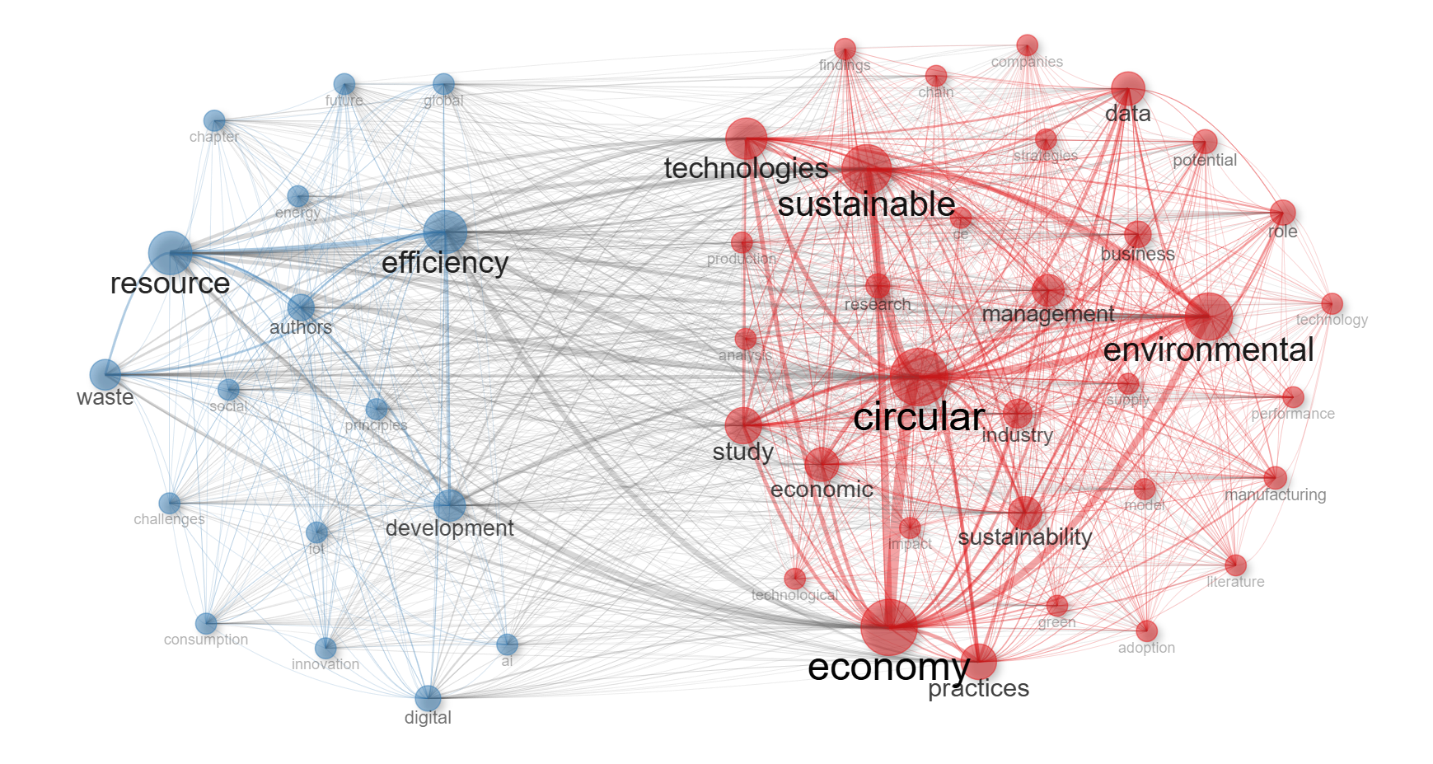 findings
companies
future
global
chain
data
chapter
technologies
strategies
potential
sustainable
energy
ce
role
efficiency
production
business
resource
research
management
authors
technology
analysis
environmental
waste
social
principles
circular
supply
performance
industry
study
economic
manufacturing
model
challenges
development
iot
impact
sustainability
literature
technological
green
consumption
adoption
innovation
ai
economy
practices
digital